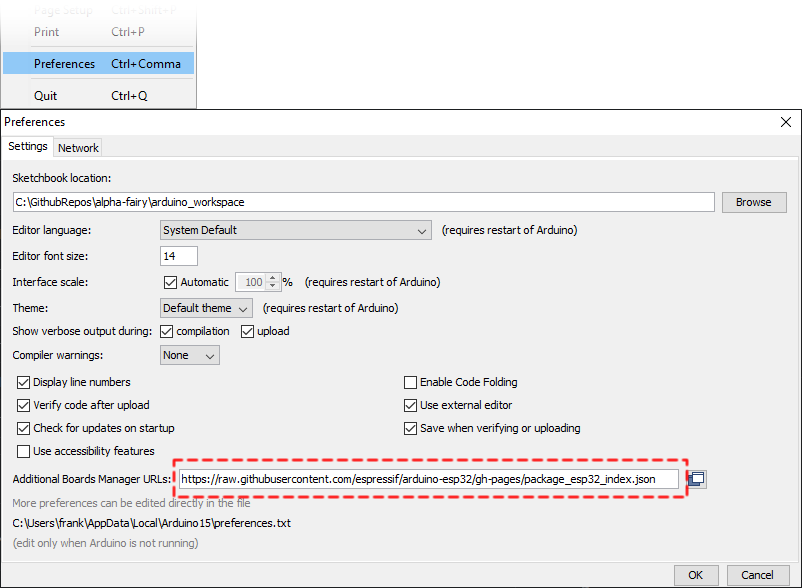 Page Setup Ctrl+Shift+P
Print Ctrl+P
Preferences Ctrl+Comma
Quit Ctrl+Q
Preferences
Settings Network
Sketchbook location:
C:\GithubRepos\alpha-fairy\arduino_workspace Browse
Editor language: System Default (requires restart of Arduino)
Editor font size: 14
Interface scale: Automatic 100 % (requires restart of Arduino)
Theme: Default theme (requires restart of Arduino)
Show verbose output during: compilation upload
Compiler warnings: None
Display line numbers Enable Code Folding
Verify code after upload Use external editor
Check for updates on startup Save when verifying or uploading
Use accessibility features
Additional Boards Manager URLs: https://raw.githubusercontent.com/espressif/arduino-esp32/gh-pages/package_esp32_index.json
More preferences can be edited directly in the file
C:\Users\frank\AppData\Local\Arduino15\preferences.txt
(edit only when Arduino is not running)
OK Cancel